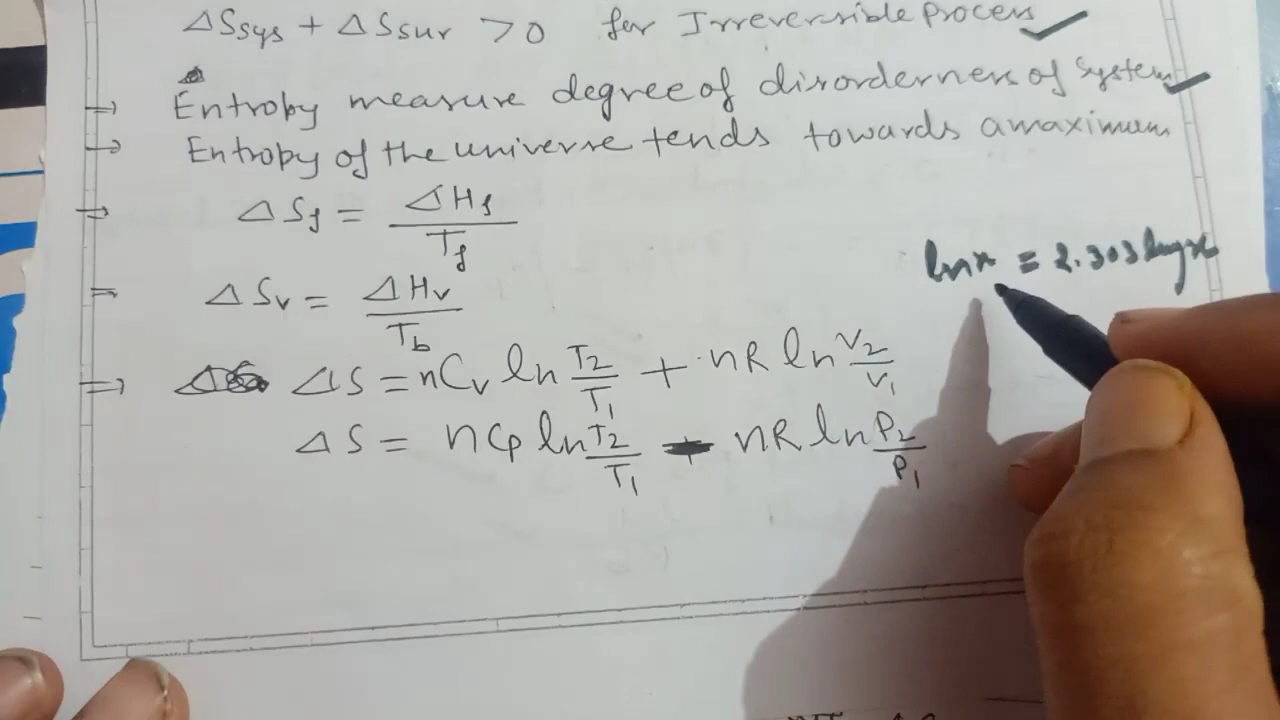 ΔSsys + ΔSsur >0 for Irreversible Process
Entropy measure degree of disorderness of system
Entropy of the universe tends towards a maximum
ΔSf = ΔHf / Tf
ln x = 2.303 log x
ΔSv = ΔHv / Tb
ΔS = nCv ln T2/T1 + nR ln V2/V1
ΔS = nCp ln T2/T1 - nR ln P2/P1